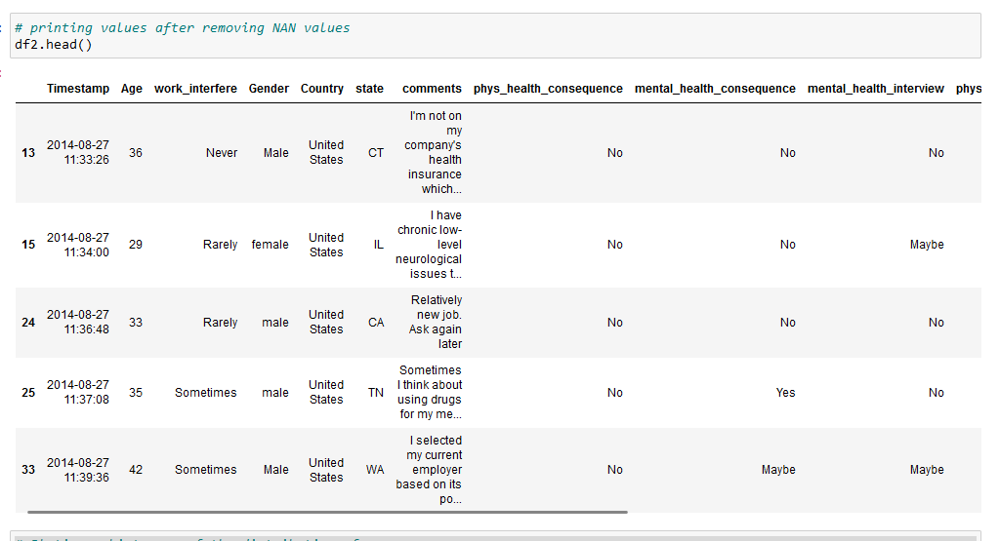 # printing values after removing NAN values
df2.head()
Timestamp Age work_interfere Gender Country state comments phys_health_consequence mental_health_consequence mental_health_interview phys
13 2014-08-27 11:33:26 36 Never Male United States CT I'm not on my company's health insurance which... No No No
15 2014-08-27 11:34:00 29 Rarely female United States IL I have chronic low-level neurological issues t... No No Maybe
24 2014-08-27 11:36:48 33 Rarely male United States CA Relatively new job. Ask again later No No No
25 2014-08-27 11:37:08 35 Sometimes male United States TN Sometimes I think about using drugs for my me... No Yes No
33 2014-08-27 11:39:36 42 Sometimes Male United States WA I selected my current employer based on its po... No Maybe Maybe